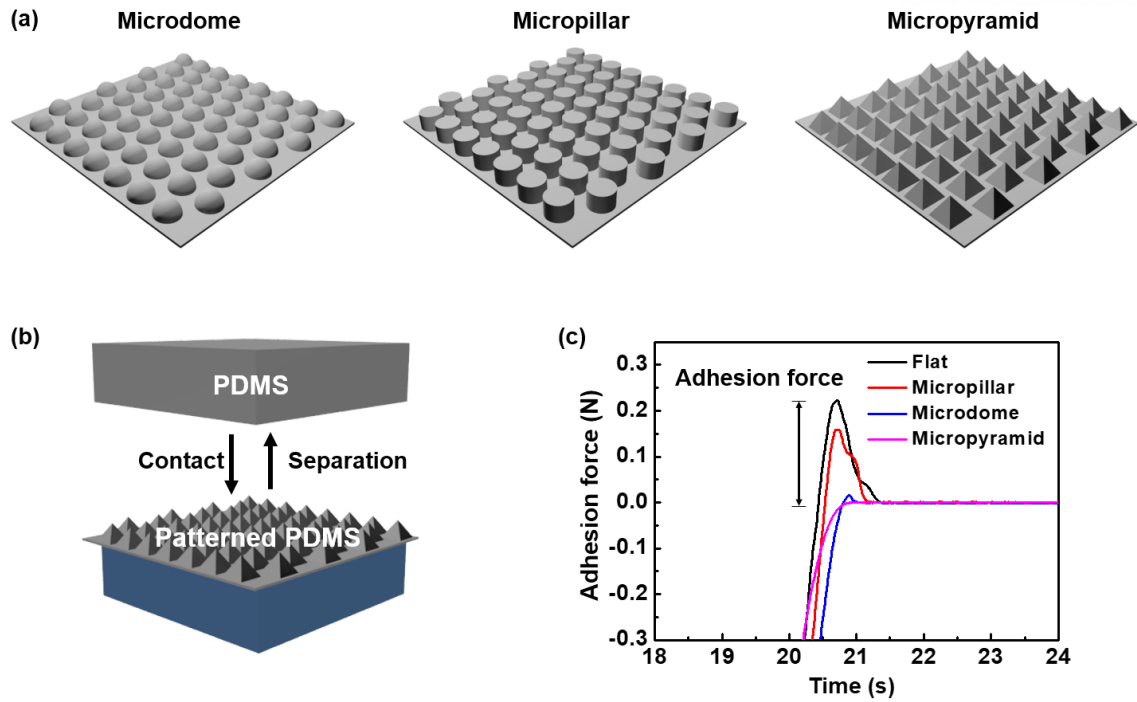 (a)
Microdome
Micropillar
Micropyramid
(b)
PDMS
Contact
Separation
Patterned PDMS
(c)
Adhesion force (N)
0.3
0.2
0.1
0.0
-0.1
-0.2
-0.3
Adhesion force
Flat
Micropillar
Microdome
Micropyramid
18 19 20 21 22 23 24
Time (s)